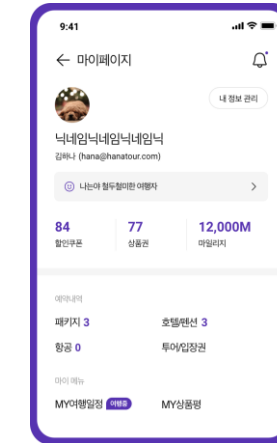 9:41
마이페이지
내 정보 관리
닉네임닉네임닉네임닉
김하나 (hana@hanatour.com)
나는야 철두철미한 여행자
84 77 12,000M
할인쿠폰 상품권 마일리지
예약내역
패키지 3 호텔/펜션 3
항공 0 투어/입장권
마이 메뉴
MY여행일정 여행중 MY상품평